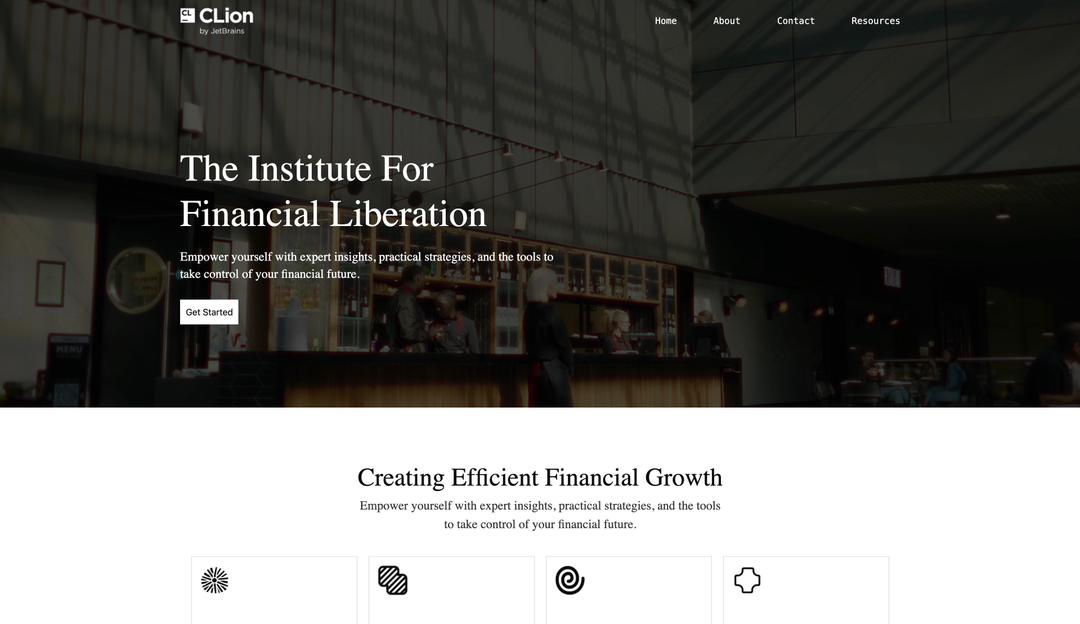 CL
CLion
by JetBrains
Home About Contact Resources
The Institute For
Financial Liberation
Empower yourself with expert insights, practical strategies, and the tools to
take control of your financial future.
Get Started
MENU
Creating Efficient Financial Growth
Empower yourself with expert insights, practical strategies, and the tools
to take control of your financial future.